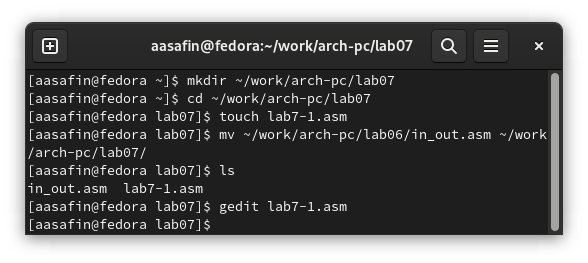 aasafin@fedora:~/work/arch-pc/lab07
[aasafin@fedora ~]$ mkdir ~/work/arch-pc/lab07
[aasafin@fedora ~]$ cd ~/work/arch-pc/lab07
[aasafin@fedora lab07]$ touch lab7-1.asm
[aasafin@fedora lab07]$ mv ~/work/arch-pc/lab06/in_out.asm ~/work
/arch-pc/lab07/
[aasafin@fedora lab07]$ ls
in_out.asm  lab7-1.asm
[aasafin@fedora lab07]$ gedit lab7-1.asm
[aasafin@fedora lab07]$